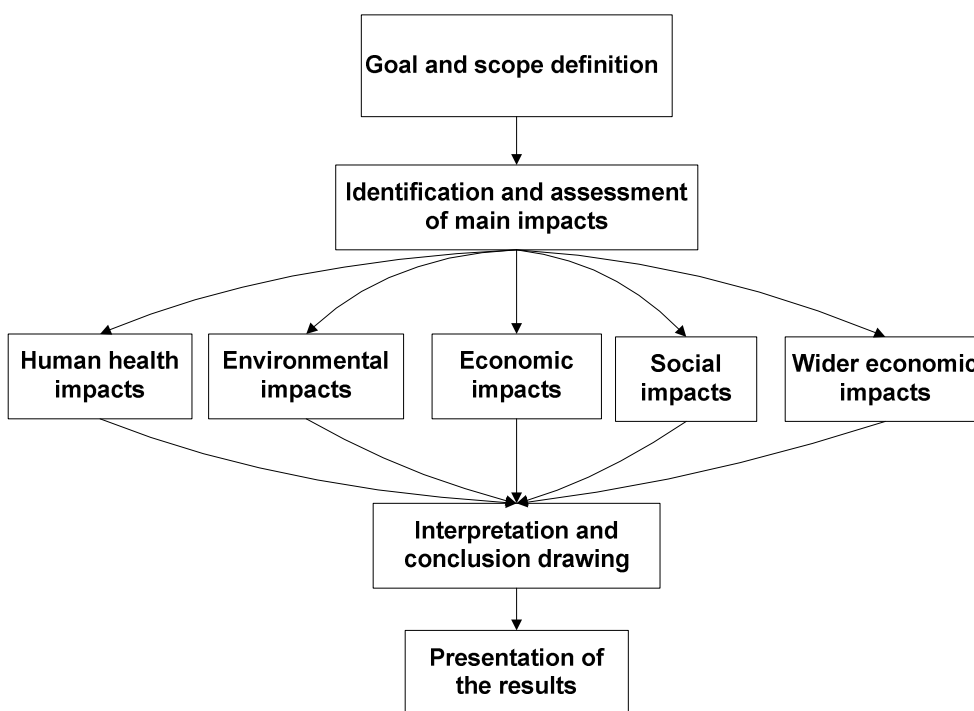 Goal and scope definition
Identification and assessment
of main impacts
Human health
impacts
Environmental
impacts
Economic
impacts
Social
impacts
Wider economic
impacts
Interpretation and
conclusion drawing
Presentation of
the results